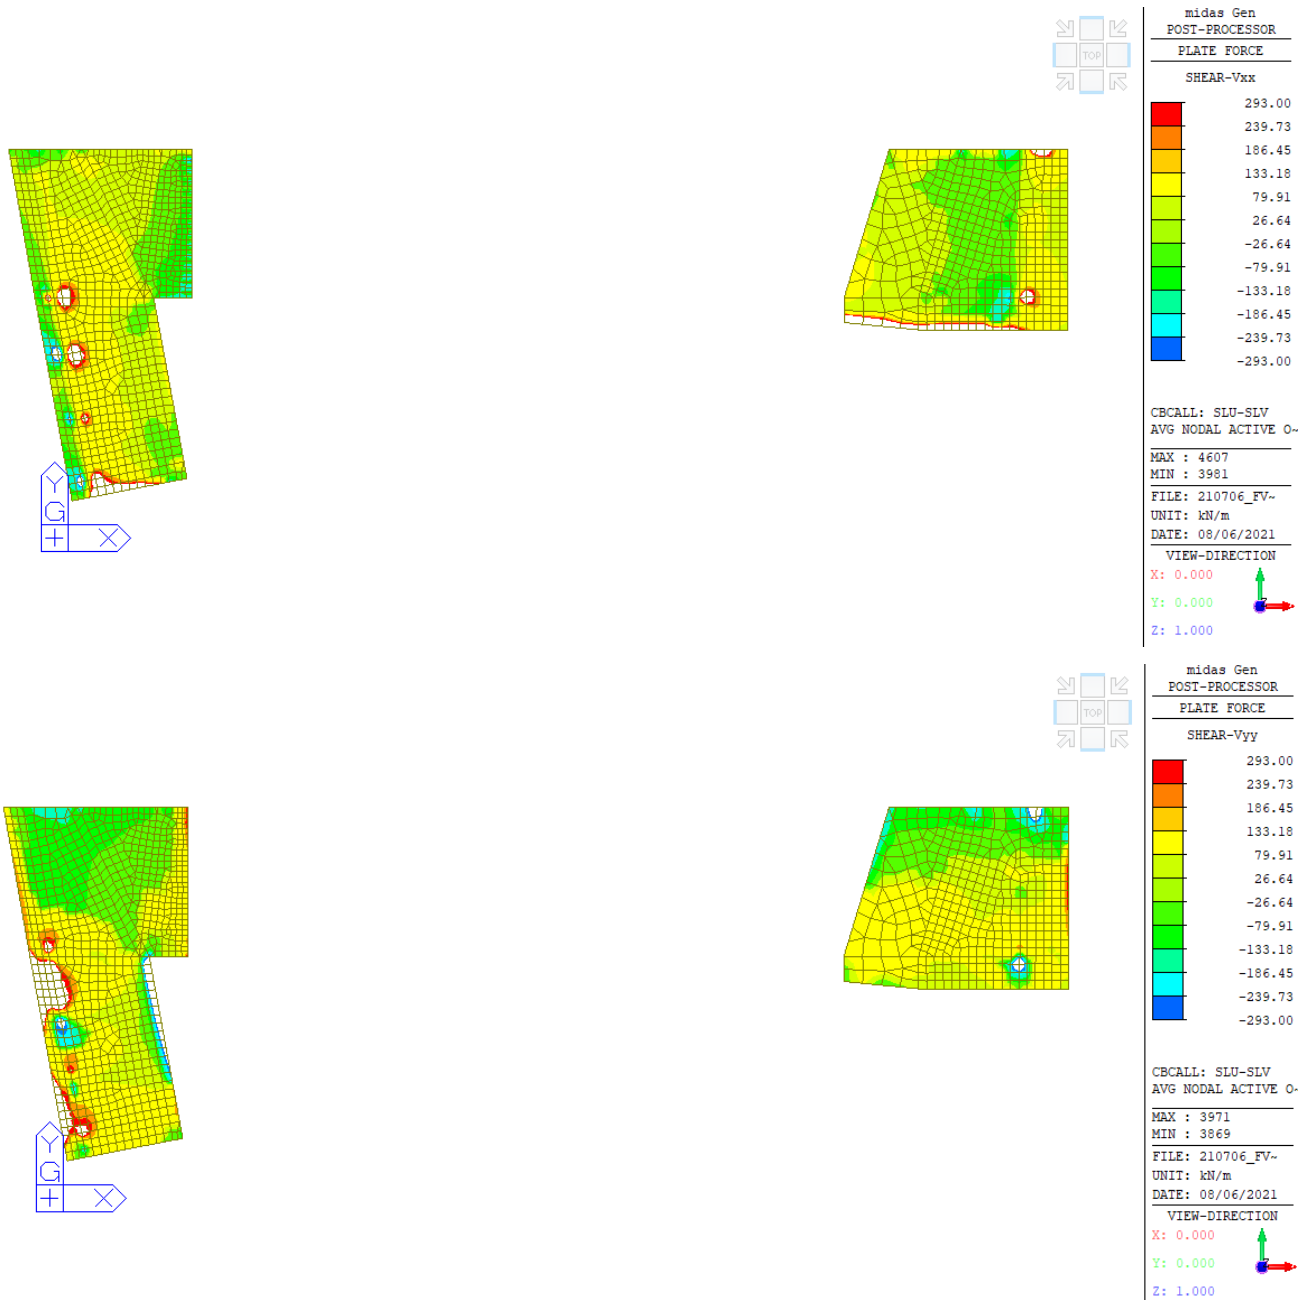 midas Gen
POST-PROCESSOR
PLATE FORCE
SHEAR-Vxx
293.00
239.73
186.45
133.18
79.91
26.64
-26.64
-79.91
-133.18
-186.45
-239.73
-293.00
CBCALL: SLU-SLV
AVG NODAL ACTIVE O~
MAX : 4607
MIN : 3981
FILE: 210706_FV~
UNIT: kN/m
DATE: 08/06/2021
VIEW-DIRECTION
X: 0.000
Y: 0.000
Z: 1.000
Z
TOP
Y
G
+ X
midas Gen
POST-PROCESSOR
PLATE FORCE
SHEAR-Vyy
293.00
239.73
186.45
133.18
79.91
26.64
-26.64
-79.91
-133.18
-186.45
-239.73
-293.00
CBCALL: SLU-SLV
AVG NODAL ACTIVE O~
MAX : 3971
MIN : 3869
FILE: 210706_FV~
UNIT: kN/m
DATE: 08/06/2021
VIEW-DIRECTION
X: 0.000
Y: 0.000
Z: 1.000
Z
TOP
Y
G
+ X